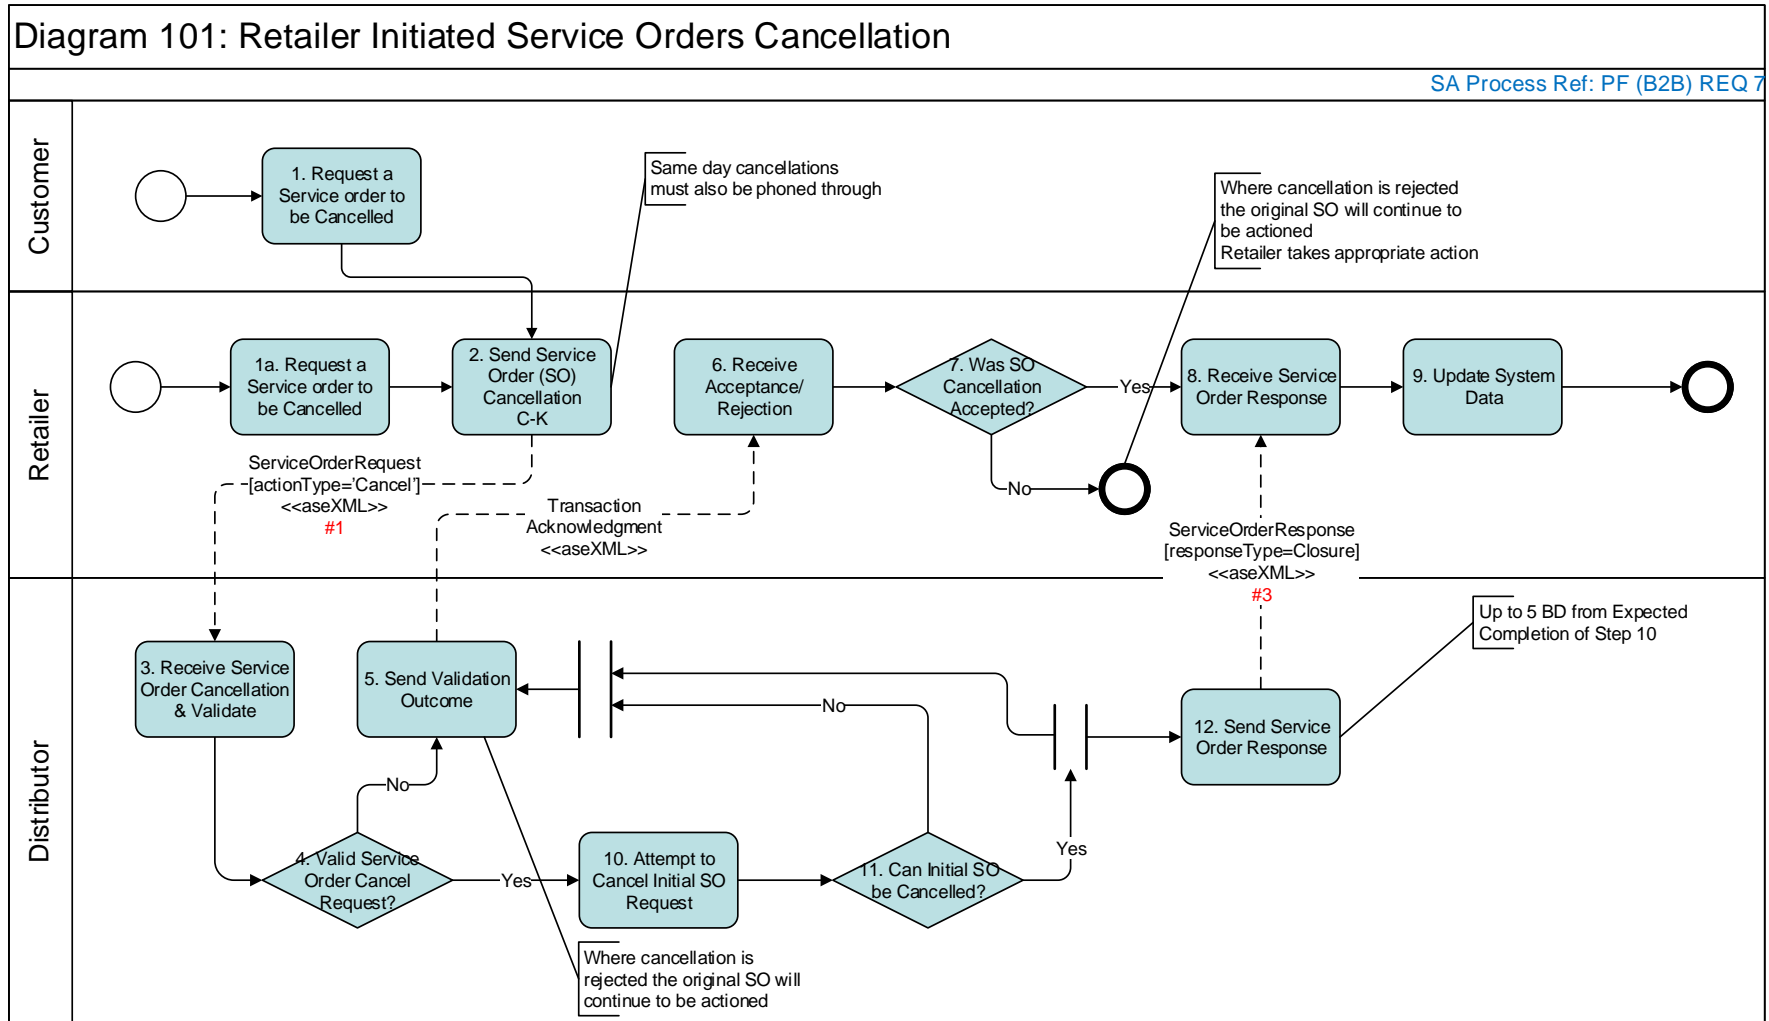 Diagram 101: Retailer Initiated Service Orders Cancellation
SA Process Ref: PF (B2B) REQ 7
Customer
1. Request a
Service order to
be Cancelled
Same day cancellations
must also be phoned through
Where cancellation is rejected
the original SO will continue to
be actioned
Retailer takes appropriate action
Retailer
1a. Request a
Service order to
be Cancelled
2. Send Service
Order (SO)
Cancellation
C-K
6. Receive
Acceptance/
Rejection
7. Was SO
Cancellation
Accepted?
Yes
8. Receive Service
Order Response
9. Update System
Data
No
ServiceOrderRequest
[actionType='Cancel']
<<aseXML>>
#1
Transaction
Acknowledgment
<<aseXML>>
ServiceOrderResponse
[responseType=Closure]
<<aseXML>>
#3
Distributor
3. Receive Service
Order Cancellation
& Validate
5. Send Validation
Outcome
No
12. Send Service
Order Response
Up to 5 BD from Expected
Completion of Step 10
No
4. Valid Service
Order Cancel
Request?
Yes
10. Attempt to
Cancel Initial SO
Request
11. Can Initial SO
be Cancelled?
Yes
Where cancellation is
rejected the original SO will
continue to be actioned